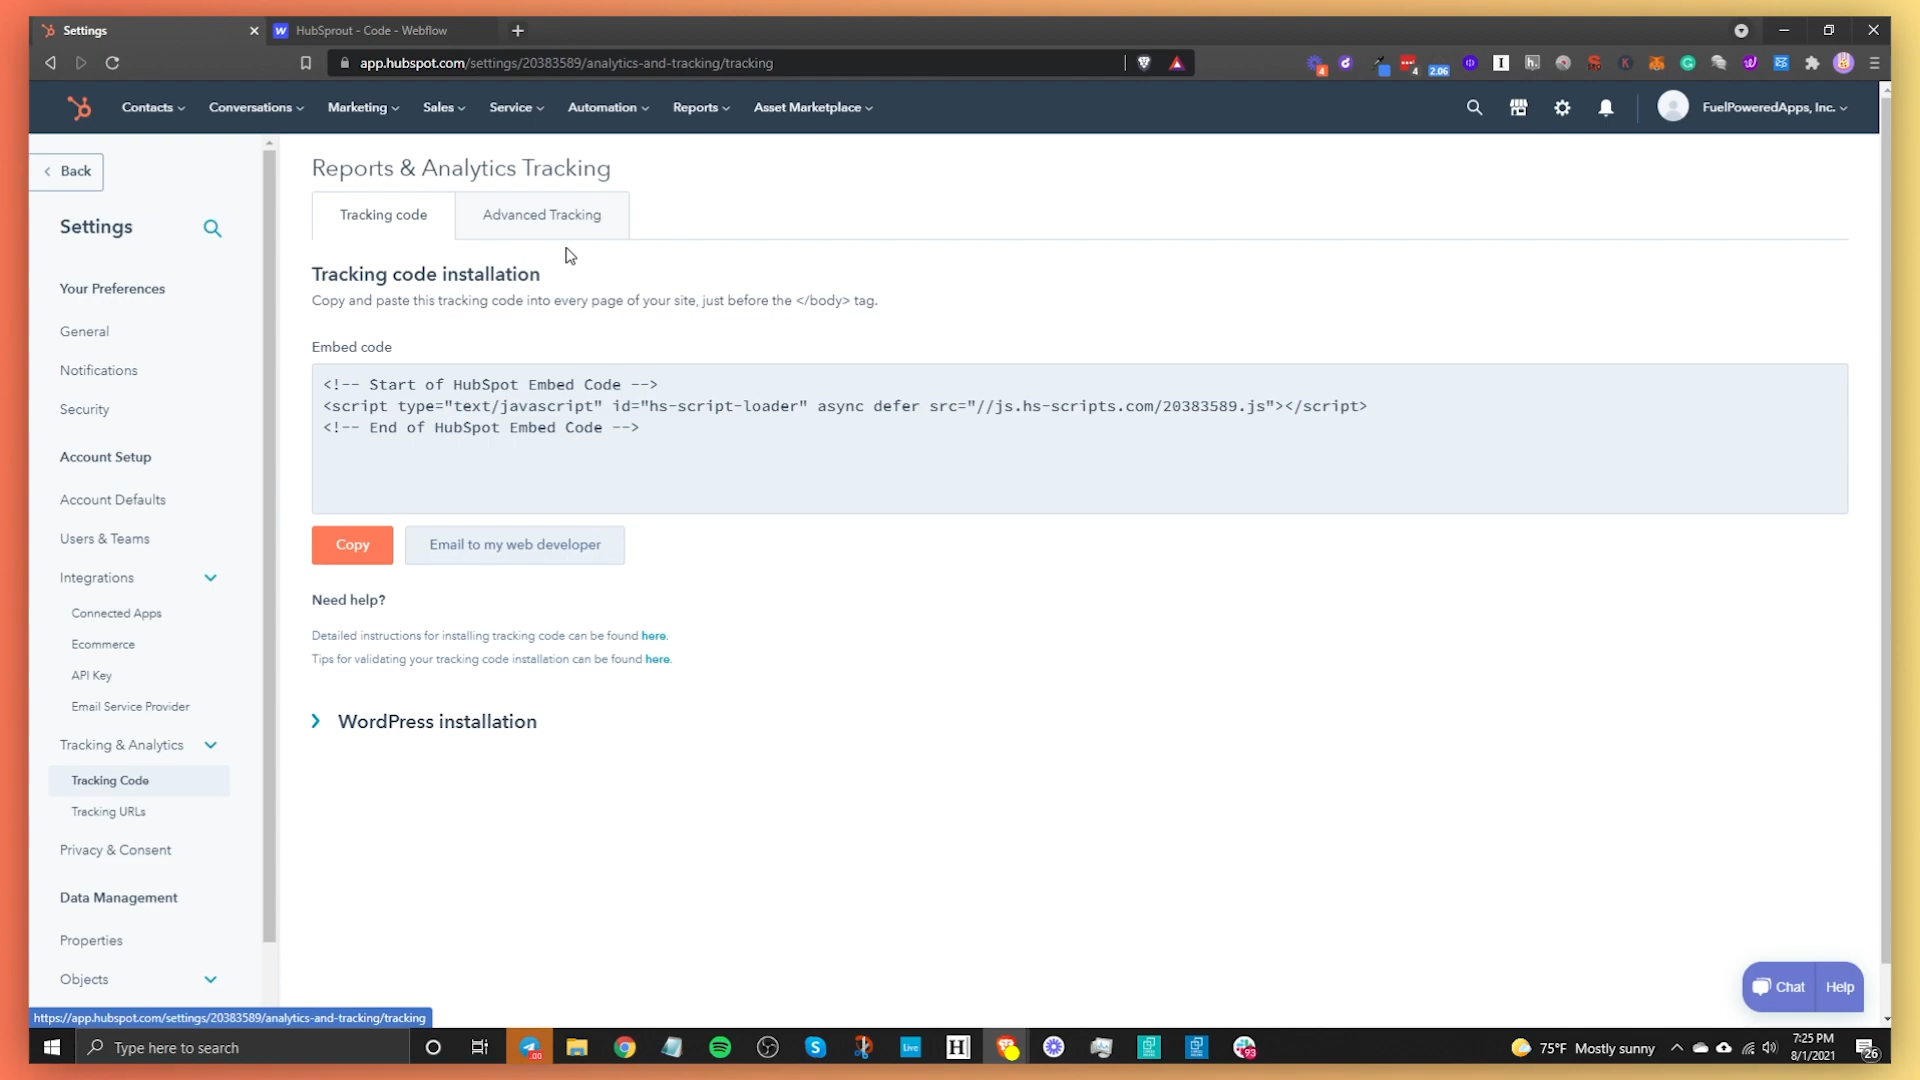 Settings
HubSprout - Code - Webflow
app.hubspot.com/settings/20383589/analytics-and-tracking/tracking
4
4
2.06
Contacts
Conversations
Marketing
Sales
Service
Automation
Reports
Asset Marketplace
FuelPoweredApps, Inc.
Back
Settings
Your Preferences
General
Notifications
Security
Account Setup
Account Defaults
Users & Teams
Integrations
Connected Apps
Ecommerce
API Key
Email Service Provider
Tracking & Analytics
Tracking Code
Tracking URLs
Privacy & Consent
Data Management
Properties
Objects
Reports & Analytics Tracking
Tracking code
Advanced Tracking
Tracking code installation
Copy and paste this tracking code into every page of your site, just before the </body> tag.
Embed code
<!-- Start of HubSpot Embed Code -->
<script type="text/javascript" id="hs-script-loader" async defer src="//js.hs-scripts.com/20383589.js"></script>
<!-- End of HubSpot Embed Code -->
Copy
Email to my web developer
Need help?
Detailed instructions for installing tracking code can be found here.
Tips for validating your tracking code installation can be found here.
WordPress installation
Chat
Help
https://app.hubspot.com/settings/20383589/analytics-and-tracking/tracking
Type here to search
Live
H
93
75°F Mostly sunny
7:25 PM
8/1/2021
26